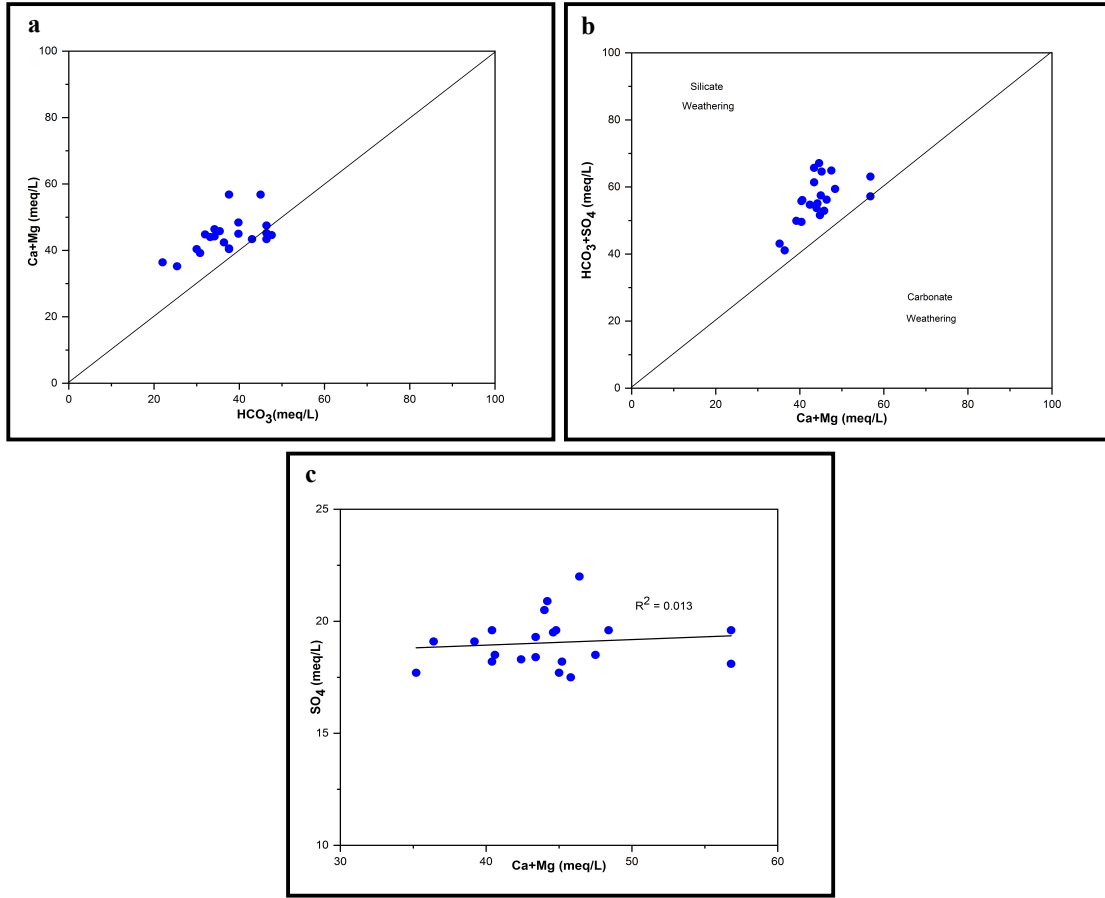 a
100
80
60
40
20
0
Ca+Mg (meq/L)
0 20 40 60 80 100
HCO3(meq/L)
b
100
80
60
40
20
0
HCO3+SO4 (meq/L)
Silicate
Weathering
Carbonate
Weathering
0 20 40 60 80 100
Ca+Mg (meq/L)
c
25
20
15
10
SO4 (meq/L)
R2 = 0.013
30 40 50 60
Ca+Mg (meq/L)